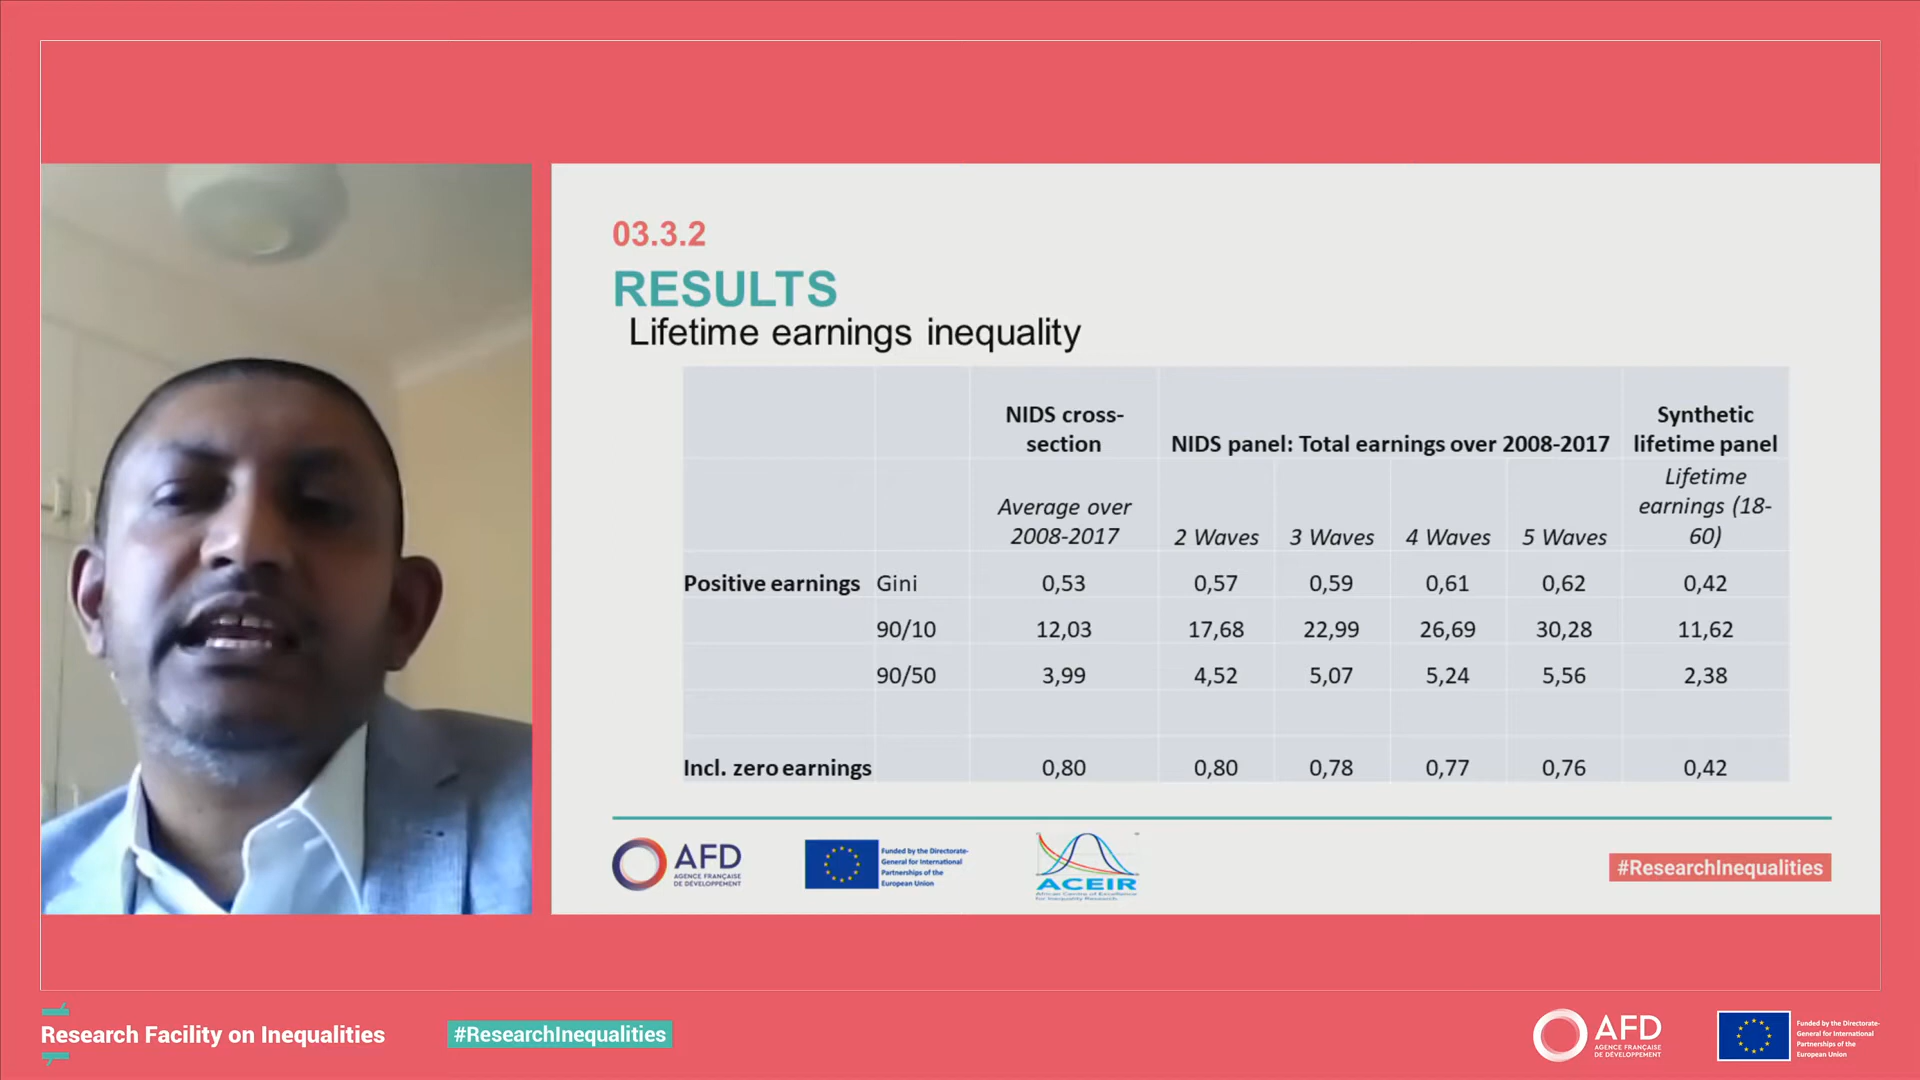 03.3.2
RESULTS
Lifetime earnings inequality
NIDS cross-
section
NIDS panel: Total earnings over 2008-2017
Synthetic
lifetime panel
Average over
2008-2017
2 Waves 3 Waves 4 Waves 5 Waves
Lifetime
earnings (18-
60)
Positive earnings Gini 0,53 0,57 0,59 0,61 0,62 0,42
90/10 12,03 17,68 22,99 26,69 30,28 11,62
90/50 3,99 4,52 5,07 5,24 5,56 2,38
Incl. zero earnings 0,80 0,80 0,78 0,77 0,76 0,42
AFD
AGENCE FRANÇAISE
DE DÉVELOPPEMENT
Funded by the Directorate-
General for International
Partnerships of the
European Union
ACEIR
African Centre of Excellence
for Inequality Research
#ResearchInequalities
Research Facility on Inequalities
#ResearchInequalities
AFD
AGENCE FRANÇAISE
DE DÉVELOPPEMENT
Funded by the Directorate-
General for International
Partnerships of the
European Union